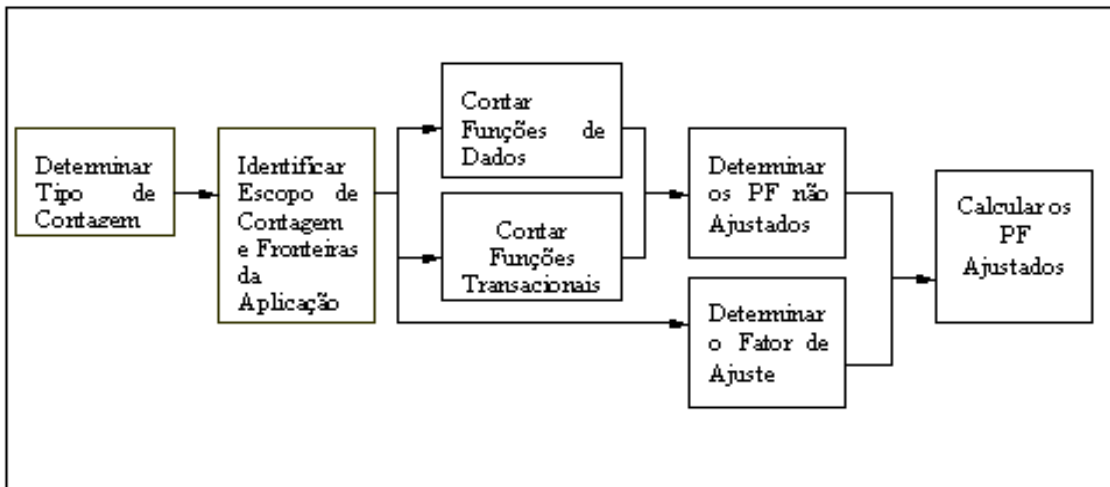 Determinar
Tipo de
Contagem
Identificar
Escopo de
Contagem
e Fronteiras
da
Aplicação
Contar
Funções de
Dados
Contar
Funções
Transacionais
Determinar
os PF não
Ajustados
Determinar
o Fator de
Ajuste
Calcular os
PF
Ajustados